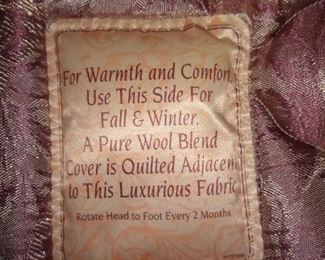 For Warmth and Comfort,
Use This Side For
Fall & Winter.
A Pure Wool Blend
Cover is Quilted Adjacent
to This Luxurious Fabric
Rotate Head to Foot Every 2 Months